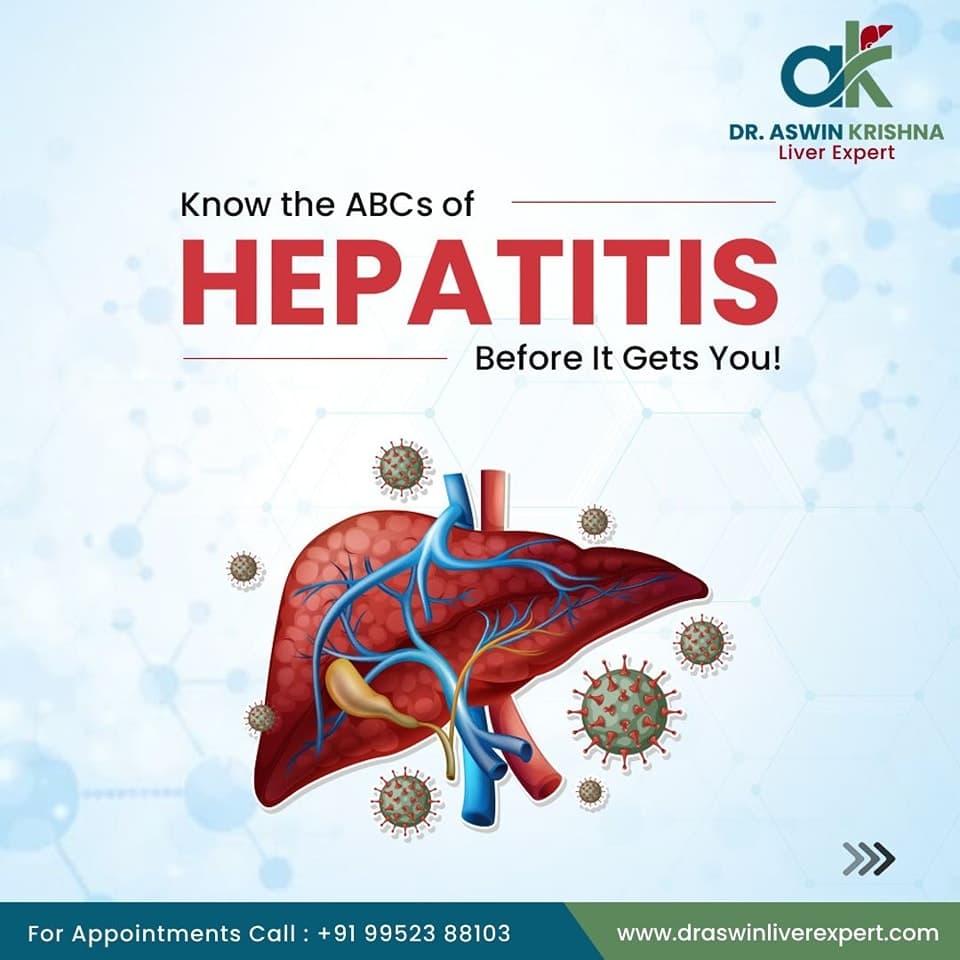 ak
DR. ASWIN KRISHNA
Liver Expert
Know the ABCs of
HEPATITIS
Before It Gets You!
For Appointments Call : +91 99523 88103
www.draswinliverexpert.com